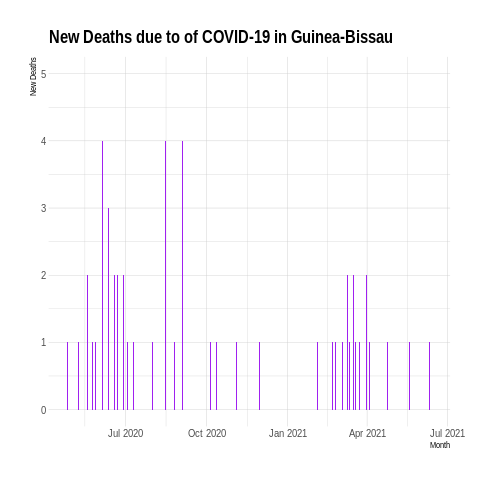 New Deaths due to of COVID-19 in Guinea-Bissau
New Deaths
5
4
3
2
1
0
Jul 2020
Oct 2020
Jan 2021
Apr 2021
Jul 2021
Month